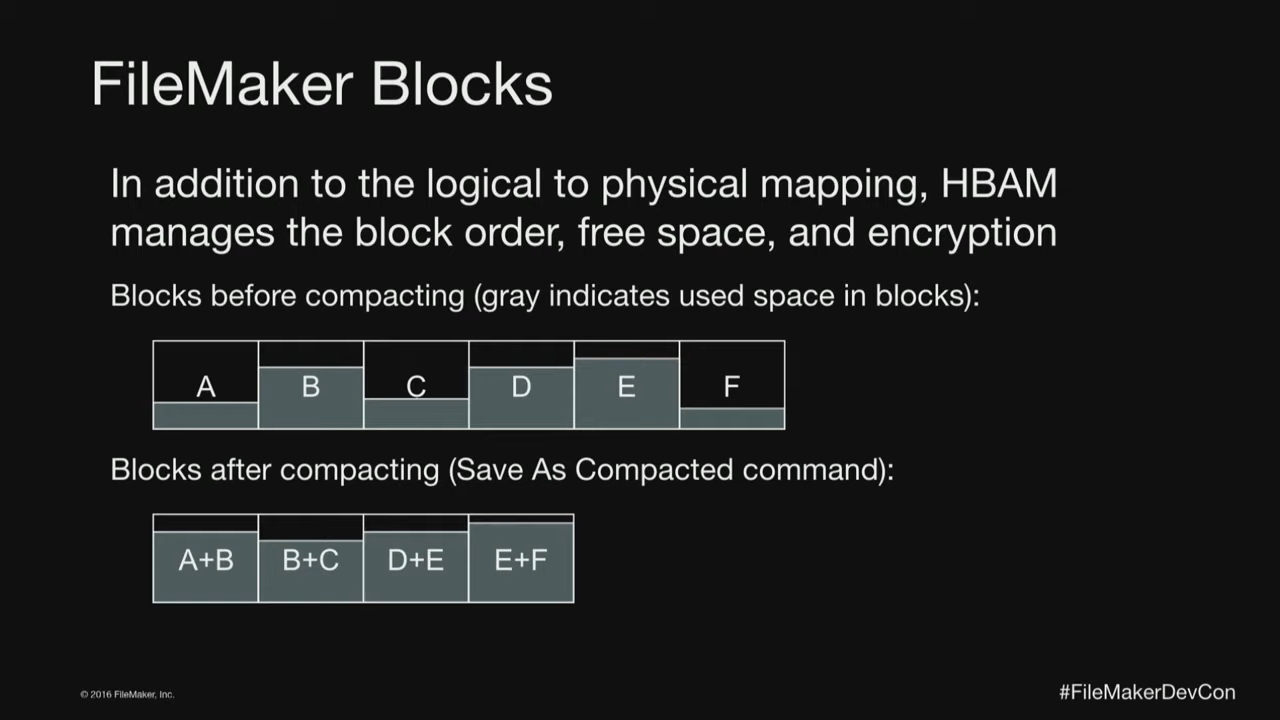 FileMaker Blocks
In addition to the logical to physical mapping, HBAM
manages the block order, free space, and encryption
Blocks before compacting (gray indicates used space in blocks):
A B C D E F
Blocks after compacting (Save As Compacted command):
A+B B+C D+E E+F
© 2016 FileMaker, Inc.
#FileMakerDevCon